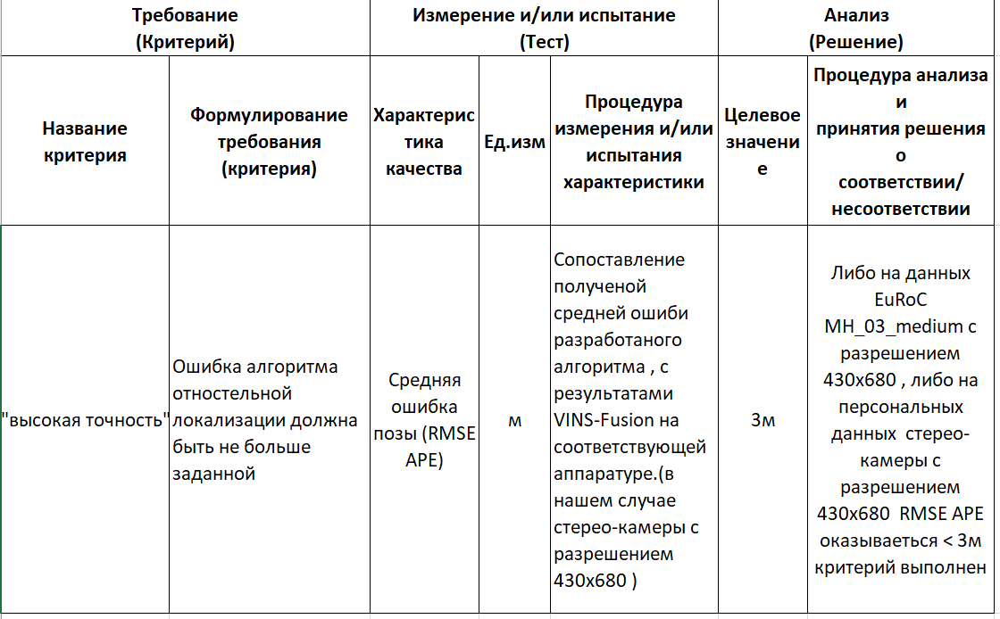 Требование
(Критерий)
Измерение и/или испытание
(Тест)
Анализ
(Решение)
Название
критерия
Формулирование
требования
(критерия)
Характерис
тика
качества
Ед.изм
Процедура
измерения и/или
испытания
характеристики
Целевое
значени
е
Процедура анализа
и
принятия решения
о
соответствии/
несоответствии
"высокая точность"
Ошибка алгоритма
отностельной
локализации должна
быть не больше
заданной
Средняя
ошибка
позы (RMSE
APE)
м
Сопоставление
полученой
средней ошиби
разработаного
алгоритма , с
результатами
VINS-Fusion на
соответствующей
аппаратуре.(в
нашем случае
стерео-камеры с
разрешением
430x680 )
3м
Либо на данных
EuRoC
MH_03_medium с
разрешением
430x680 , либо на
персональных
данных  стерео-
камеры с
разрешением
430x680  RMSE APE
оказываеться < 3м
критерий выполнен